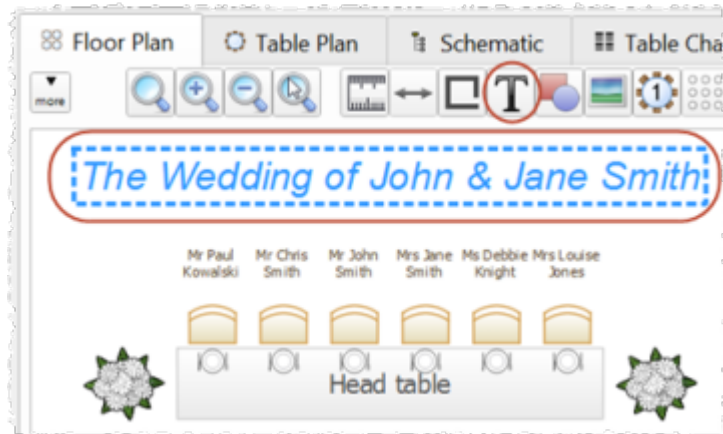 Floor Plan Table Plan Schematic Table Cha
more T 1
The Wedding of John & Jane Smith
Mr Paul Mr Chris Mr John Mrs Jane Ms Debbie Mrs Louise
Kowalski Smith Smith Smith Knight Jones
Head table